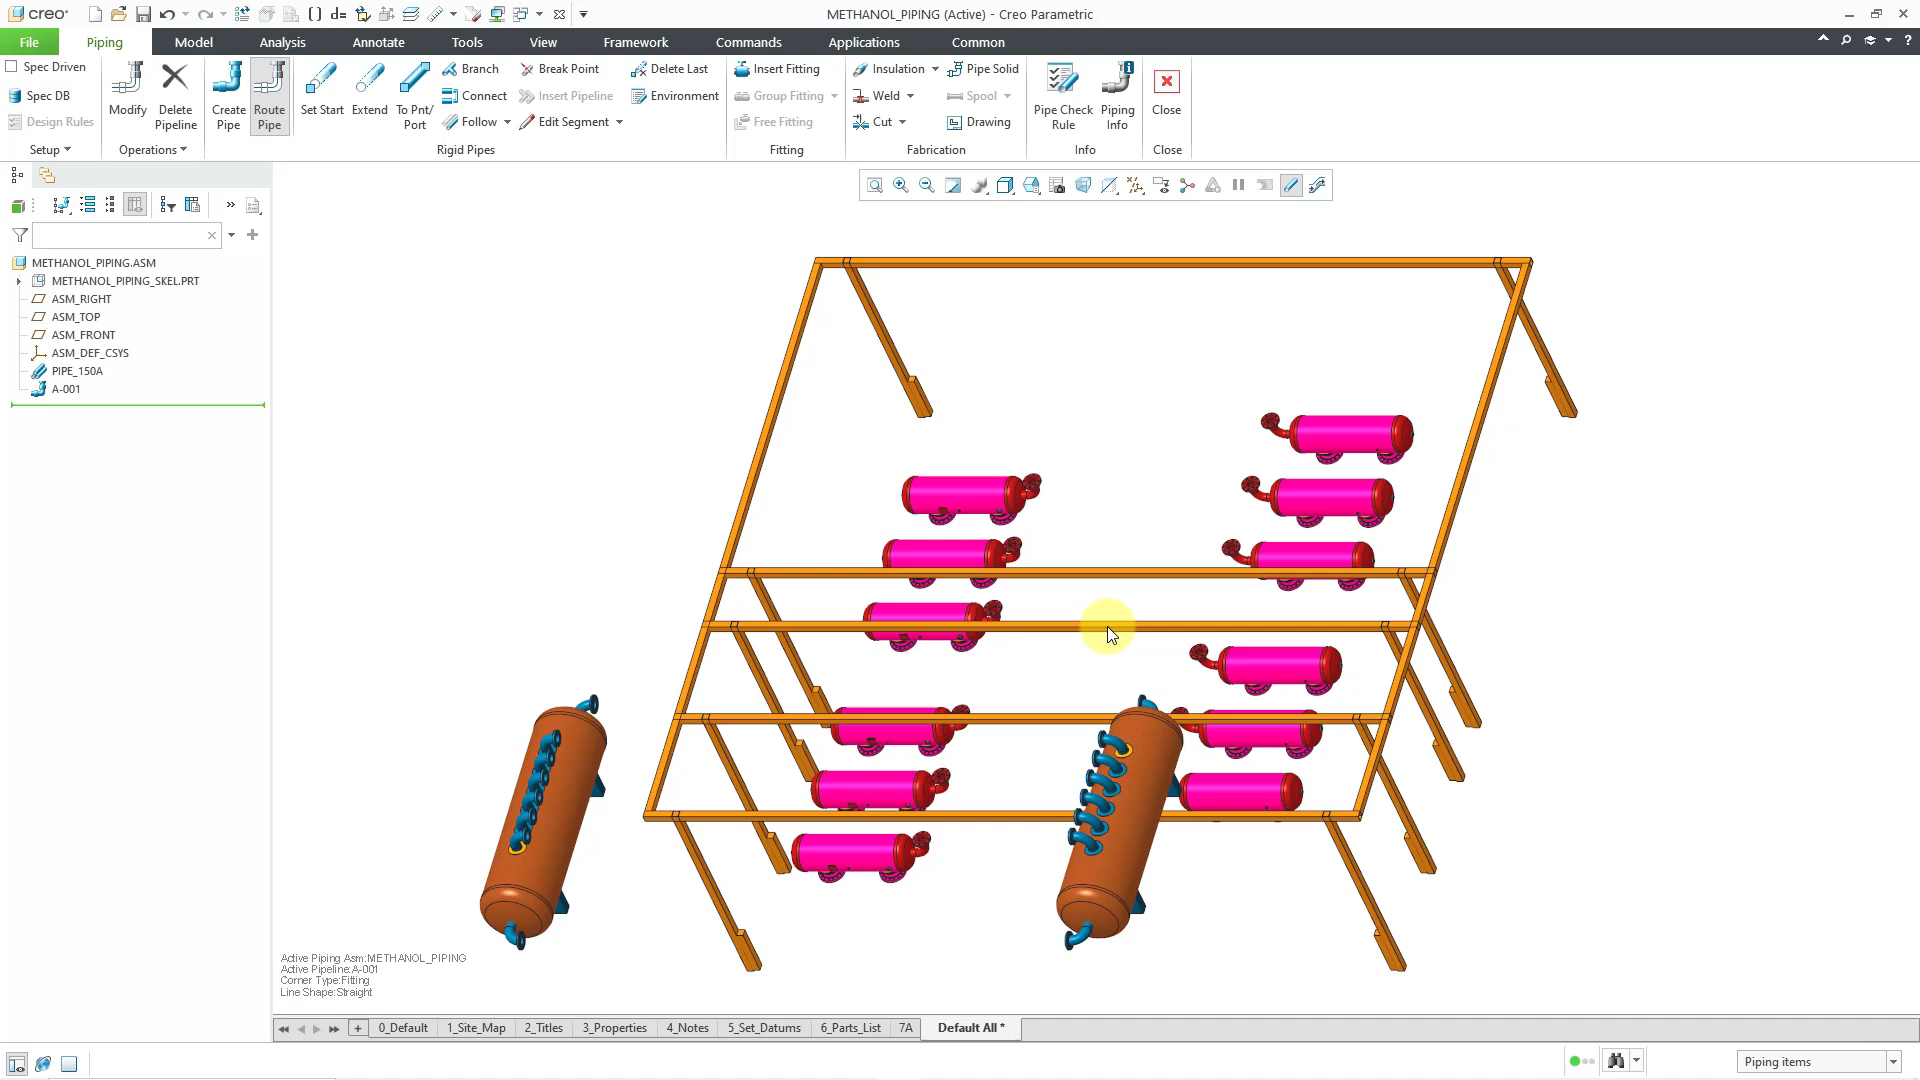 creo
METHANOL_PIPING (Active) - Creo Parametric
File
Piping
Model
Analysis
Annotate
Tools
View
Framework
Commands
Applications
Common
Spec Driven
Spec DB
Design Rules
Setup
Modify
Delete Pipeline
Operations
Create Pipe
Route Pipe
Set Start
Extend
To Pnt/ Port
Branch
Connect
Follow
Break Point
Insert Pipeline
Edit Segment
Delete Last
Environment
Rigid Pipes
Insert Fitting
Group Fitting
Free Fitting
Fitting
Insulation
Weld
Cut
Pipe Solid
Spool
Drawing
Fabrication
Pipe Check Rule
Piping Info
Info
Close
Close
METHANOL_PIPING.ASM
METHANOL_PIPING_SKEL.PRT
ASM_RIGHT
ASM_TOP
ASM_FRONT
ASM_DEF_CSYS
PIPE_150A
A-001
Active Piping Asm:METHANOL_PIPING
Active Pipeline:A-001
Corner Type:Fitting
Line Shape:Straight
0_Default
1_Site_Map
2_Titles
3_Properties
4_Notes
5_Set_Datums
6_Parts_List
7A
Default All *
Piping items